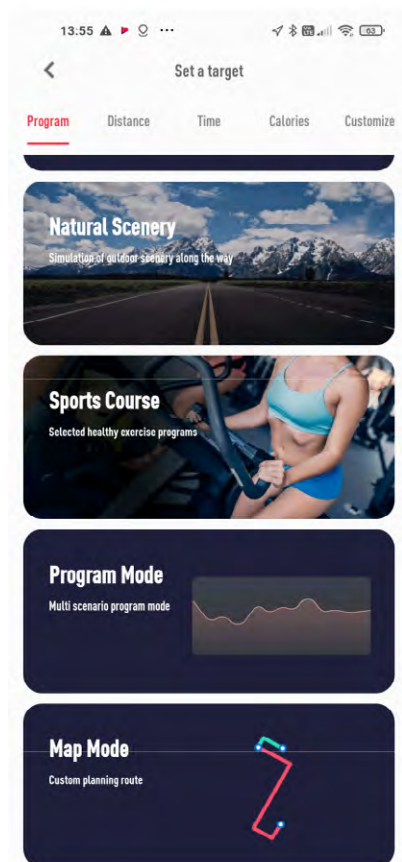 13:55
63
Set a target
Program Distance Time Calories Customize
Natural Scenery
Simulation of outdoor scenery along the way
Sports Course
Selected healthy exercise programs
Program Mode
Multi scenario program mode
Map Mode
Custom planning route